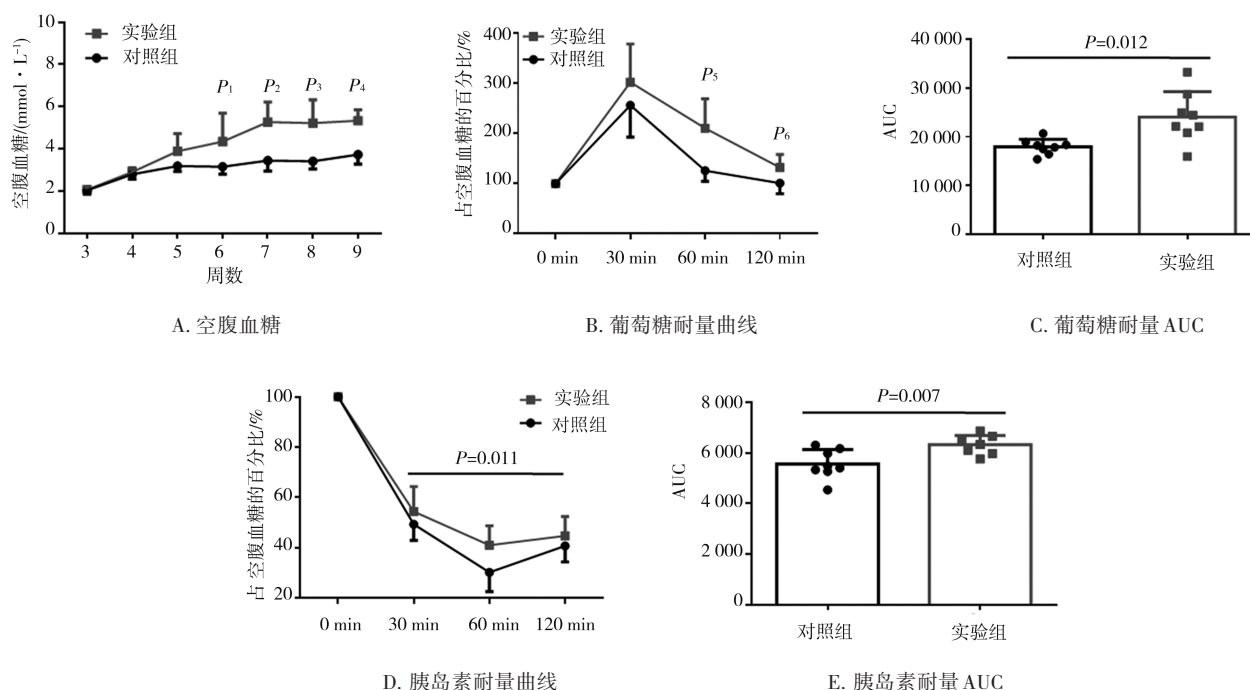 10
8
6
4
2
0
空腹血糖/(mmol·L⁻¹)
实验组
对照组
P₁ P₂ P₃ P₄
3 4 5 6 7 8 9
周数
A. 空腹血糖
400
300
200
100
0
占空腹血糖的百分比/%
实验组
对照组
P₅
P₆
0 min 30 min 60 min 120 min
B. 葡萄糖耐量曲线
40 000
30 000
20 000
10 000
0
AUC
P=0.012
对照组 实验组
C. 葡萄糖耐量 AUC
100
80
60
40
20
占 空腹血糖的百分比/%
实验组
对照组
P=0.011
0 min 30 min 60 min 120 min
D. 胰岛素耐量曲线
8 000
6 000
4 000
2 000
0
AUC
P=0.007
对照组 实验组
E. 胰岛素耐量 AUC